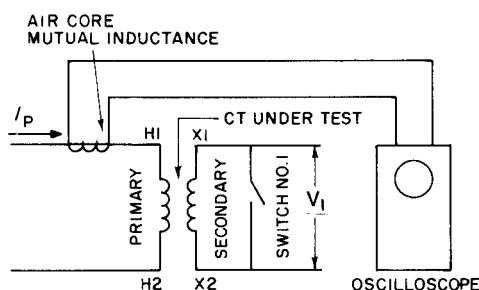 AIR CORE
MUTUAL INDUCTANCE
I_P
H1
X1
CT UNDER TEST
PRIMARY
SECONDARY
SWITCH NO.1
V_1
H2
X2
OSCILLOSCOPE